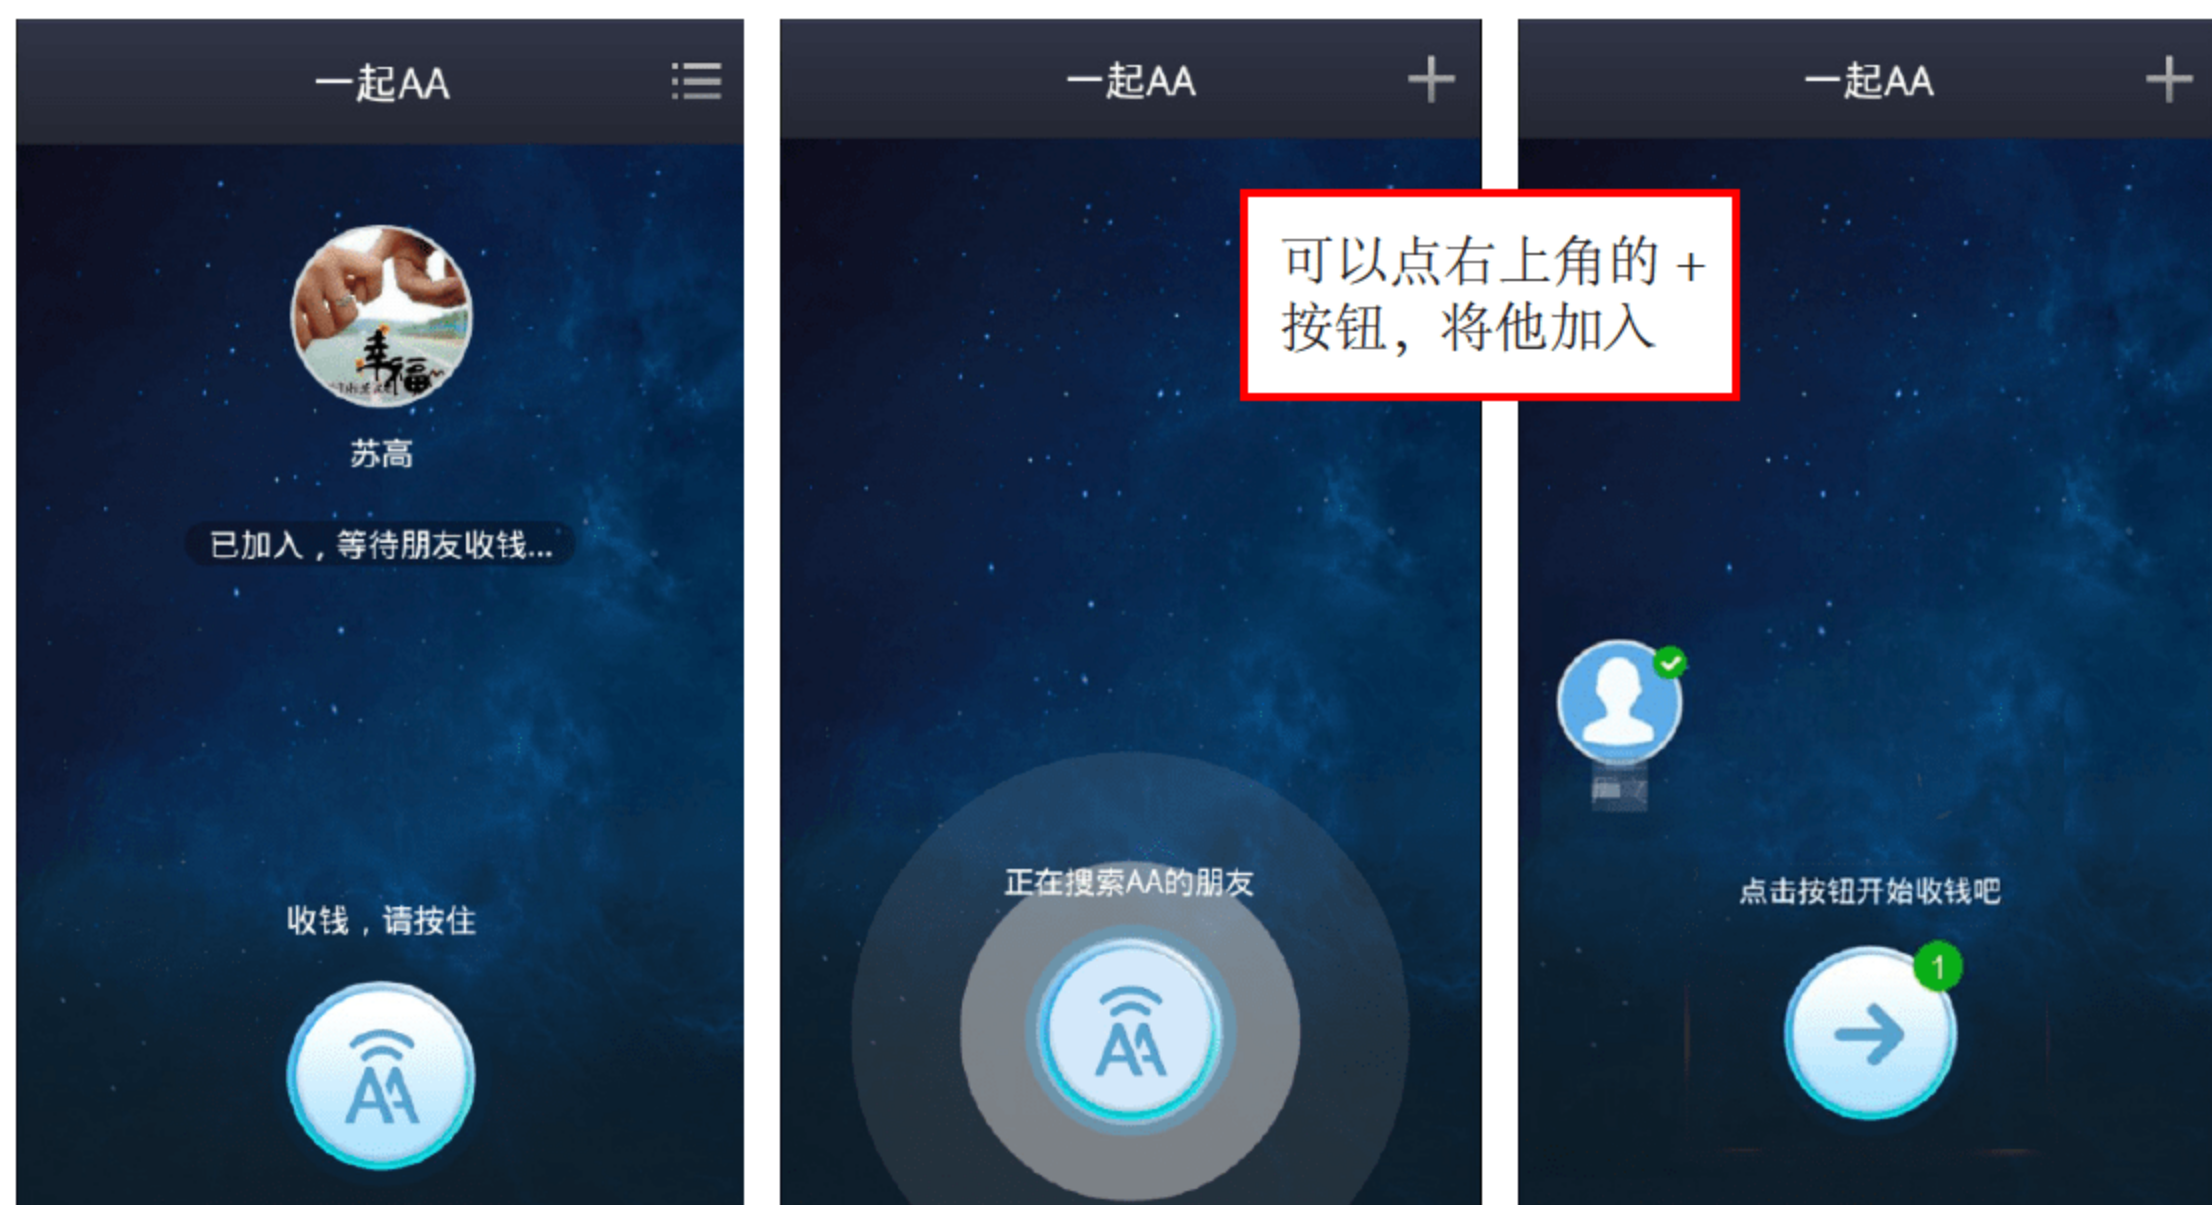 一起AA
幸福
苏高
已加入，等待朋友收钱...
收钱，请按住
AA
一起AA
正在搜索AA的朋友
AA
可以点右上角的 +
按钮，将他加入
一起AA
点击按钮开始收钱吧
1